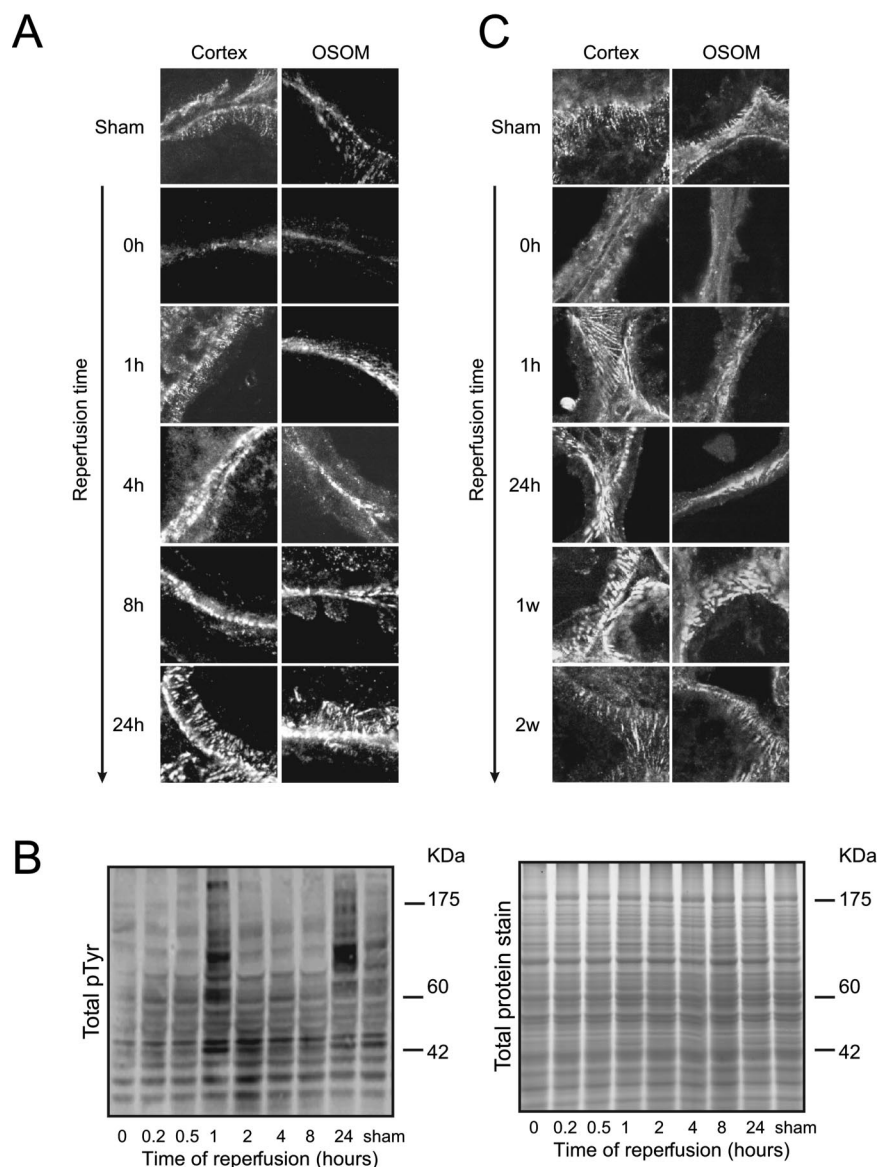 A
Cortex OSOM
Sham
0h
1h
4h
8h
24h
Reperfusion time
C
Cortex OSOM
Sham
0h
1h
24h
1w
2w
Reperfusion time
B
Total pTyr
KDa
175
60
42
0 0.2 0.5 1 2 4 8 24 sham
Time of reperfusion (hours)
Total protein stain
KDa
175
60
42
0 0.2 0.5 1 2 4 8 24 sham
Time of reperfusion (hours)